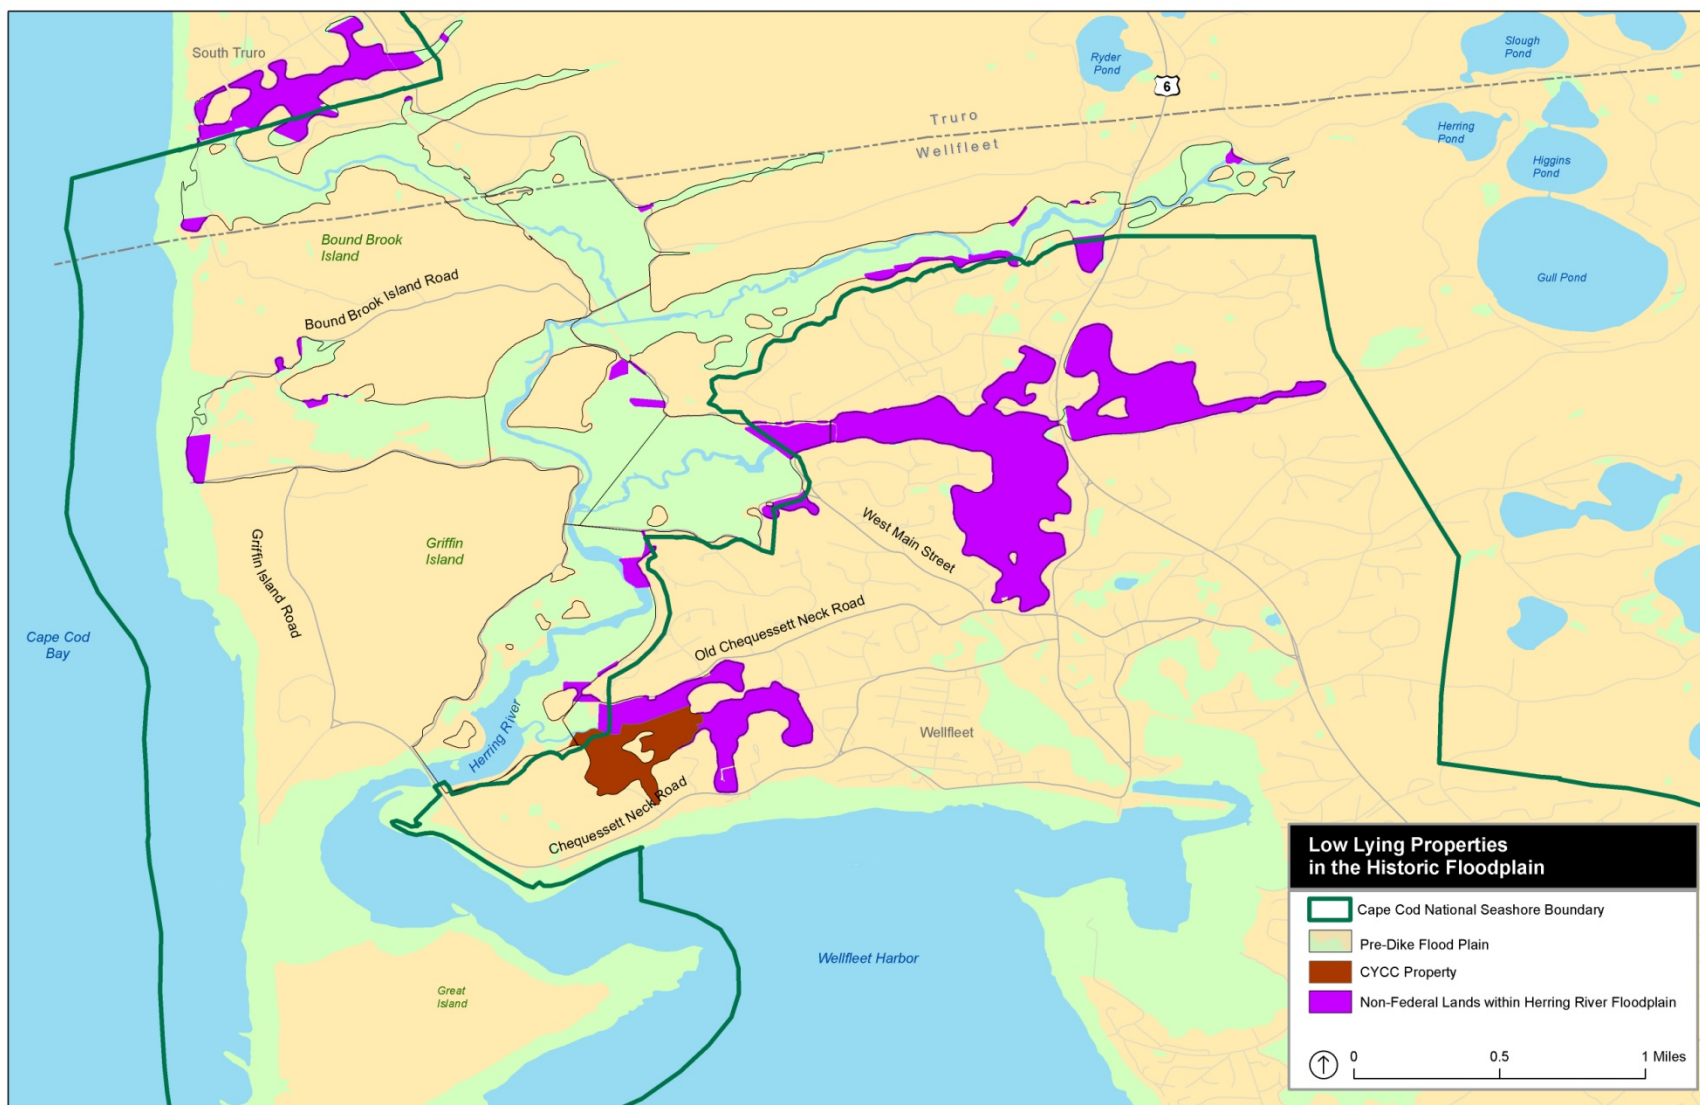 South Truro
Ryder
Pond
Slough
Pond
6
Truro
Wellfleet
Herring
Pond
Higgins
Pond
Gull Pond
Bound Brook
Island
Bound Brook Island Road
Griffin
Island
Griffin Island Road
West Main Street
Old Chequessett Neck Road
Cape Cod
Bay
Herring River
Wellfleet
Chequessett Neck Road
Wellfleet Harbor
Great
Island
Low Lying Properties
in the Historic Floodplain
Cape Cod National Seashore Boundary
Pre-Dike Flood Plain
CYCC Property
Non-Federal Lands within Herring River Floodplain
0 0.5 1 Miles